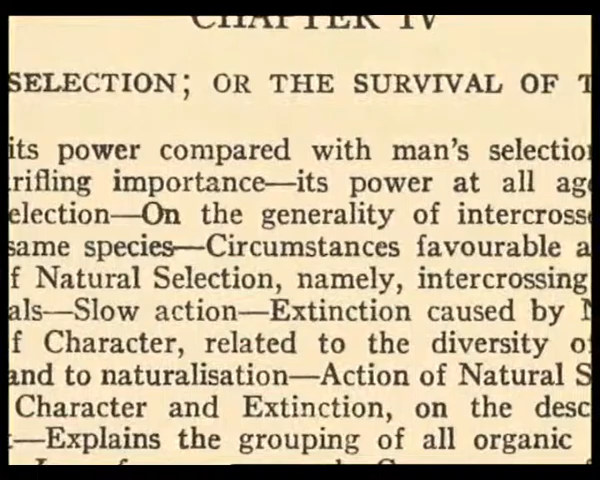 CHAPTER IV
SELECTION; OR THE SURVIVAL OF T
its power compared with man's selection
rifling importance—its power at all ag
election—On the generality of intercross
same species—Circumstances favourable a
f Natural Selection, namely, intercrossing
als—Slow action—Extinction caused by N
f Character, related to the diversity o
and to naturalisation—Action of Natural S
Character and Extinction, on the desc
—Explains the grouping of all organic